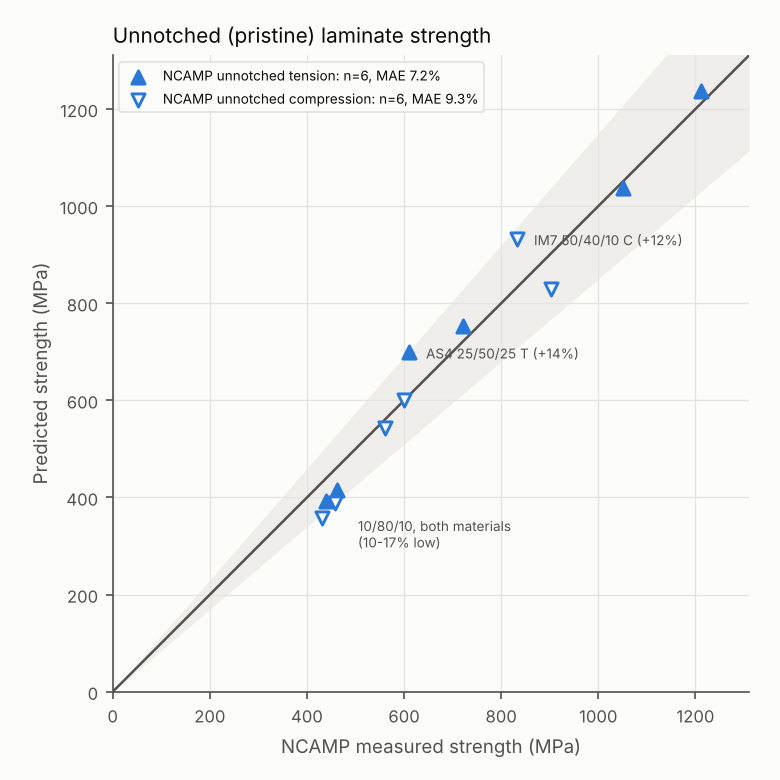 Unnotched (pristine) laminate strength
NCAMP unnotched tension: n=6, MAE 7.2%
NCAMP unnotched compression: n=6, MAE 9.3%
1200
1000
800
600
400
200
0
Predicted strength (MPa)
IM7 50/40/10 C (+12%)
AS4 25/50/25 T (+14%)
10/80/10, both materials
(10-17% low)
0
200
400
600
800
1000
1200
NCAMP measured strength (MPa)